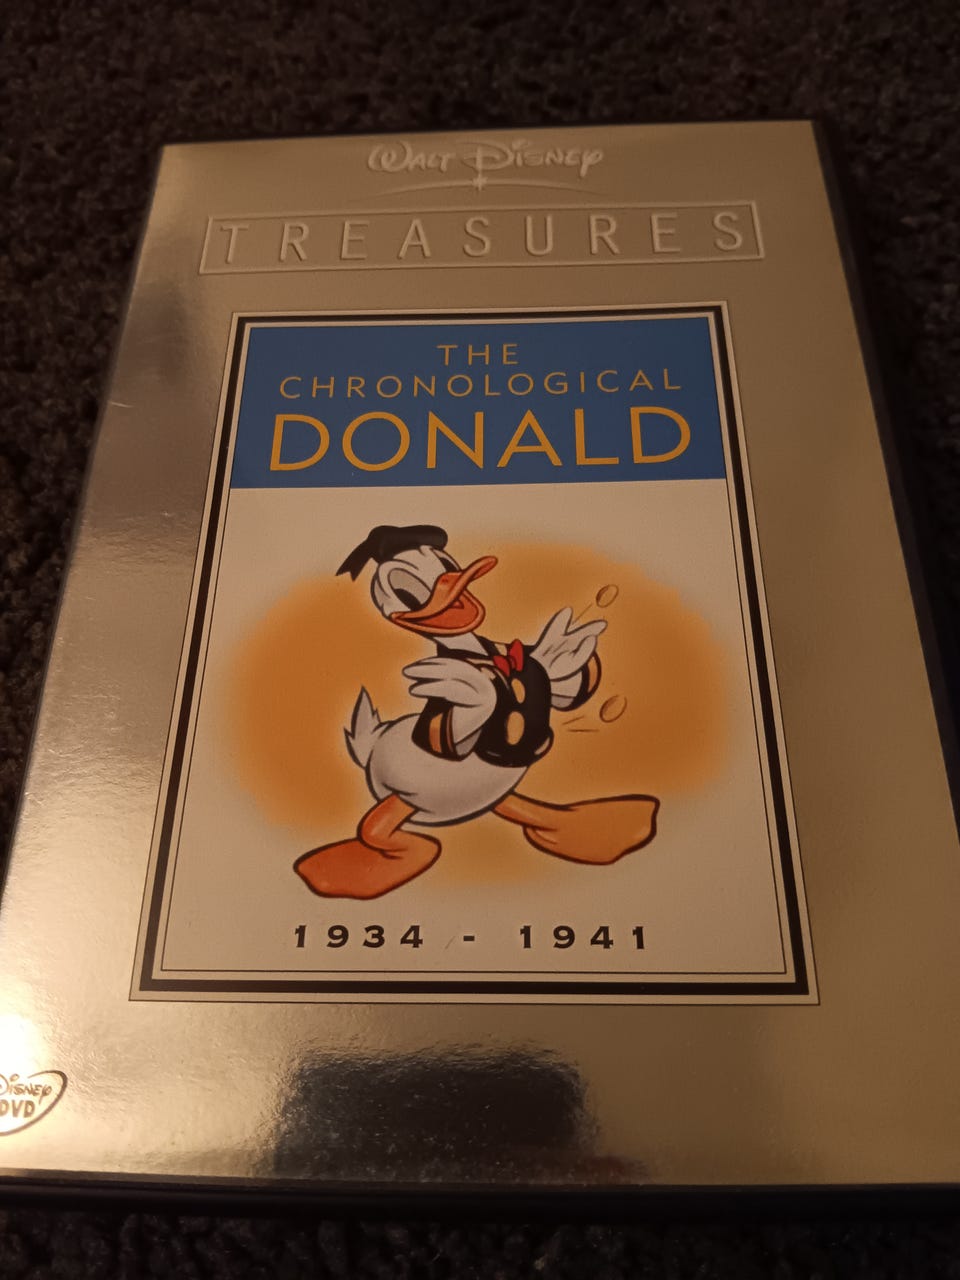 WALT DISNEY
TREASURES
THE
CHRONOLOGICAL
DONALD
1934 - 1941
DISNEY
DVD